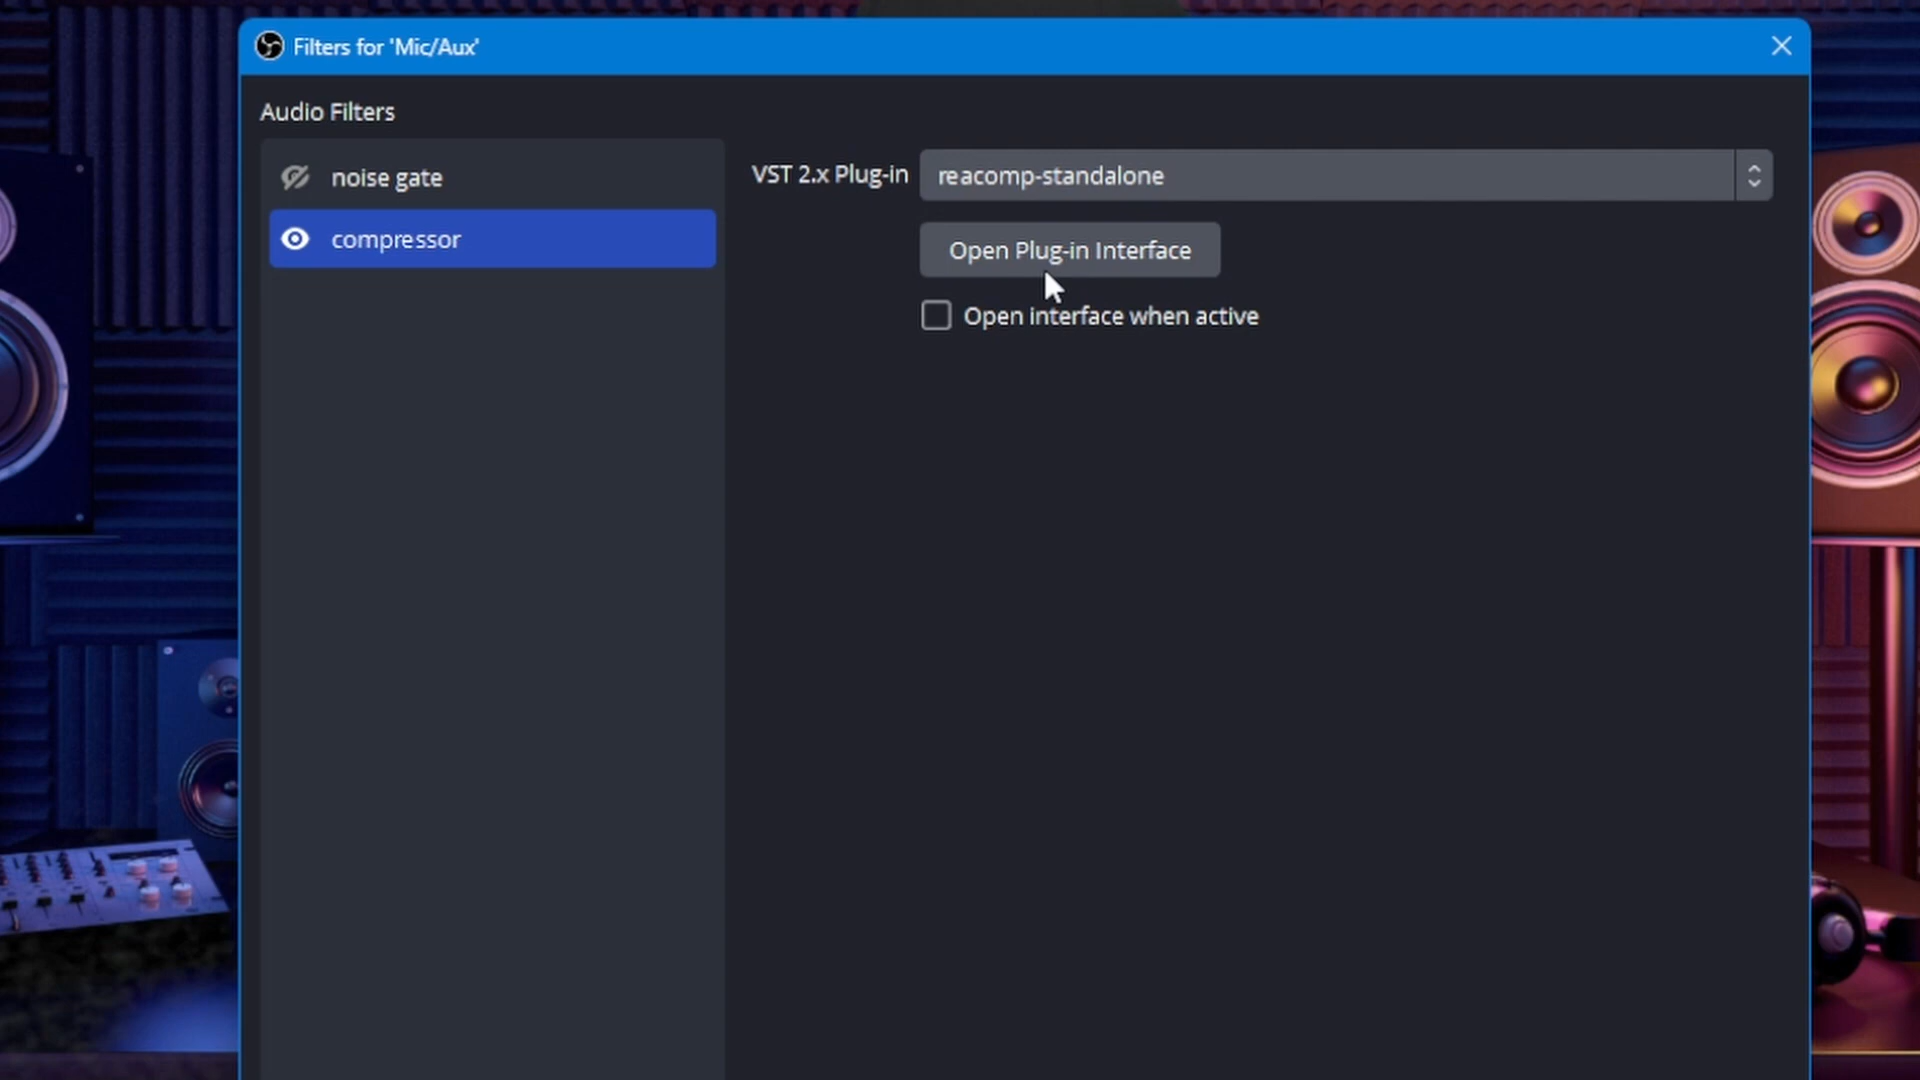 Filters for 'Mic/Aux'
Audio Filters
noise gate
compressor
VST 2.x Plug-in
reacomp-standalone
Open Plug-in Interface
Open interface when active